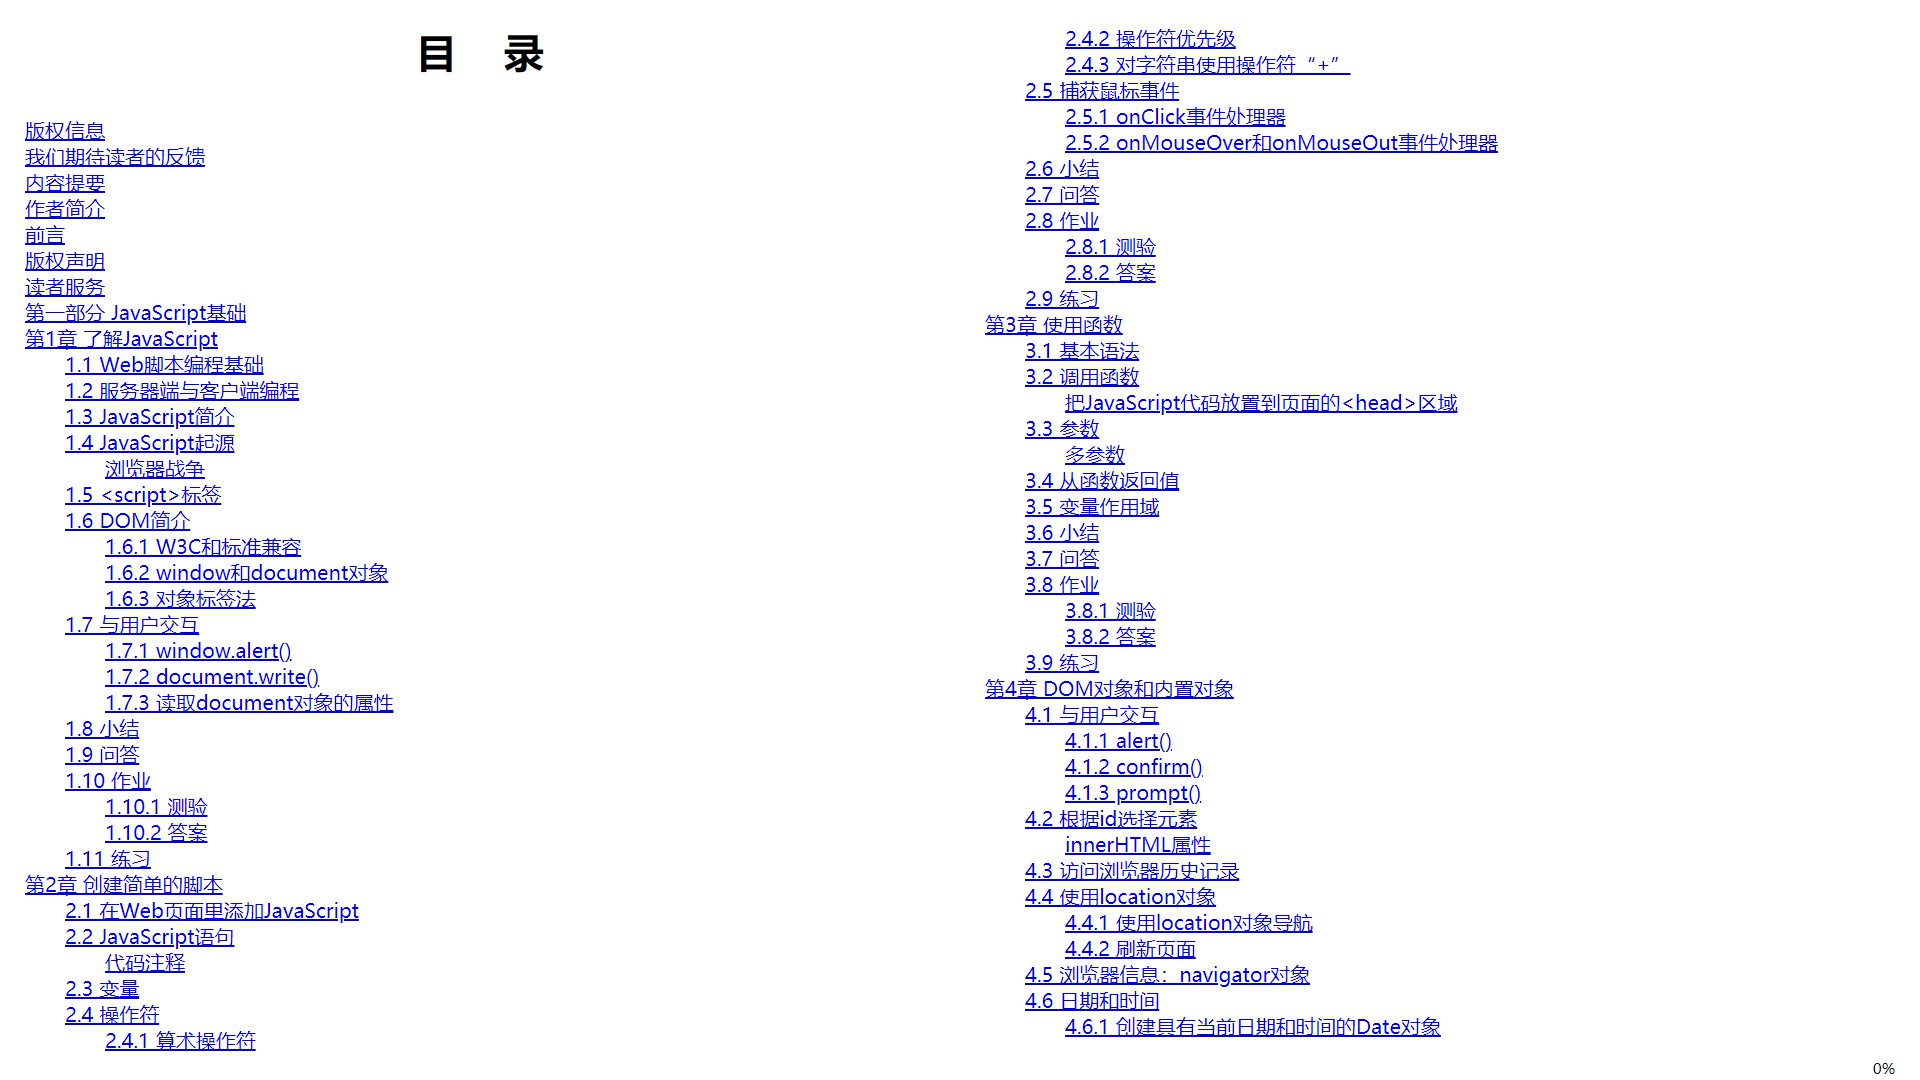 目 录
版权信息
我们期待读者的反馈
内容提要
作者简介
前言
版权声明
读者服务
第一部分 JavaScript基础
第1章 了解JavaScript
1.1 Web脚本编程基础
1.2 服务器端与客户端编程
1.3 JavaScript简介
1.4 JavaScript起源
浏览器战争
1.5 <script>标签
1.6 DOM简介
1.6.1 W3C和标准兼容
1.6.2 window和document对象
1.6.3 对象标签法
1.7 与用户交互
1.7.1 window.alert()
1.7.2 document.write()
1.7.3 读取document对象的属性
1.8 小结
1.9 问答
1.10 作业
1.10.1 测验
1.10.2 答案
1.11 练习
第2章 创建简单的脚本
2.1 在Web页面里添加JavaScript
2.2 JavaScript语句
代码注释
2.3 变量
2.4 操作符
2.4.1 算术操作符
2.4.2 操作符优先级
2.4.3 对字符串使用操作符“+”
2.5 捕获鼠标事件
2.5.1 onClick事件处理器
2.5.2 onMouseOver和onMouseOut事件处理器
2.6 小结
2.7 问答
2.8 作业
2.8.1 测验
2.8.2 答案
2.9 练习
第3章 使用函数
3.1 基本语法
3.2 调用函数
把JavaScript代码放置到页面的<head>区域
3.3 参数
多参数
3.4 从函数返回值
3.5 变量作用域
3.6 小结
3.7 问答
3.8 作业
3.8.1 测验
3.8.2 答案
3.9 练习
第4章 DOM对象和内置对象
4.1 与用户交互
4.1.1 alert()
4.1.2 confirm()
4.1.3 prompt()
4.2 根据id选择元素
innerHTML属性
4.3 访问浏览器历史记录
4.4 使用location对象
4.4.1 使用location对象导航
4.4.2 刷新页面
4.5 浏览器信息：navigator对象
4.6 日期和时间
4.6.1 创建具有当前日期和时间的Date对象
0%